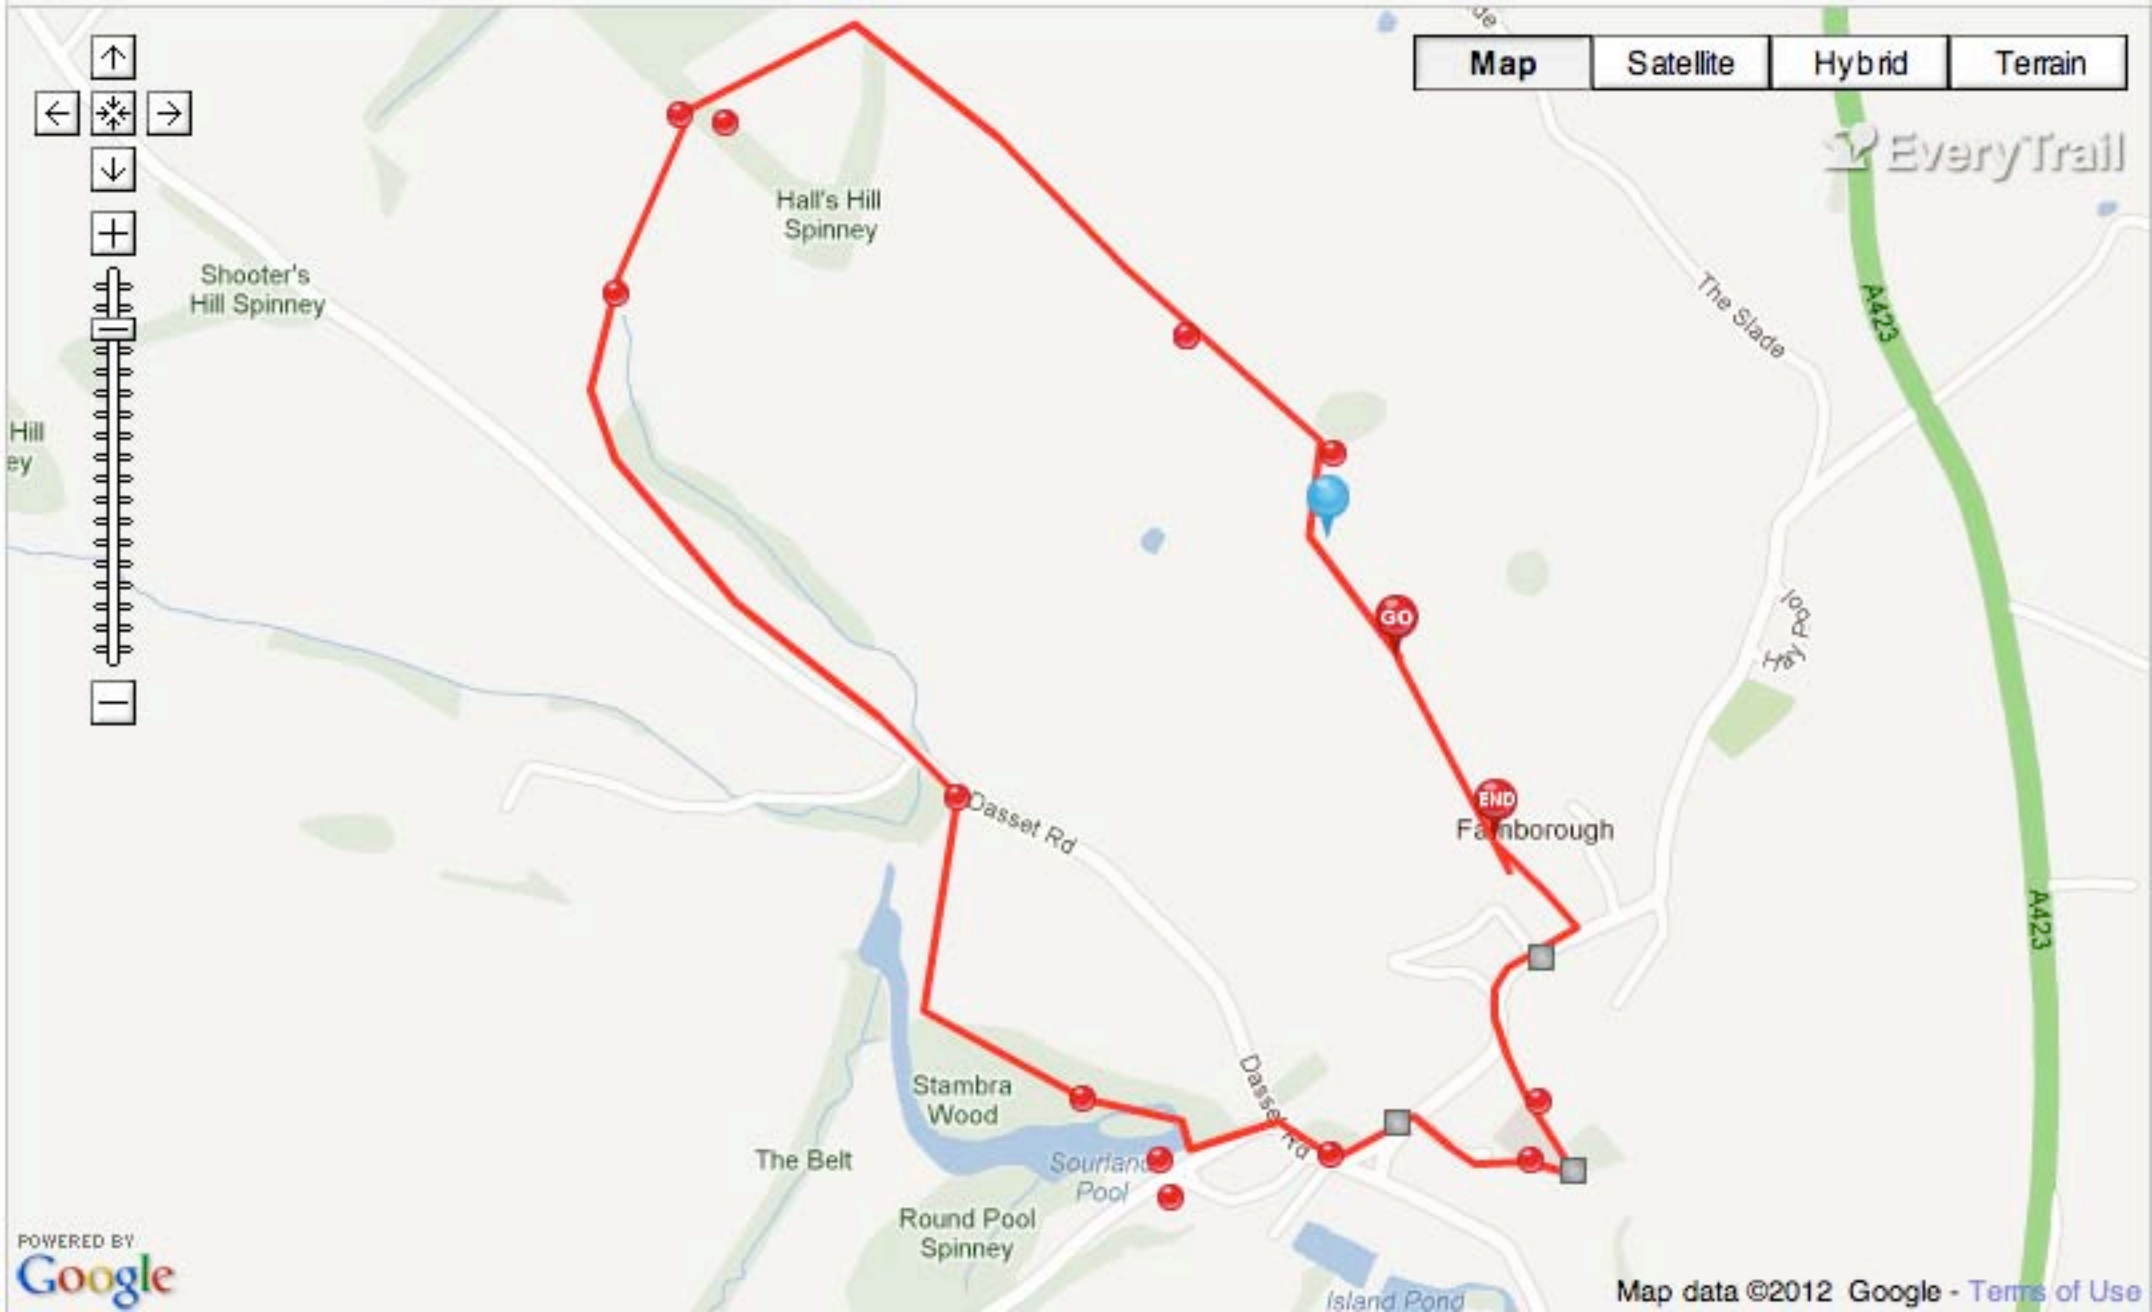 de
Map
Satellite
Hybrid
Terrain
EveryTrail
Hall's Hill
Spinney
Shooter's
Hill Spinney
The Slade
A423
Hill
ey
Hay Pool
GO
END
Dasset Rd
A423
Dasset Rd
Stambra
Wood
The Belt
Sourland
Pool
Round Pool
Spinney
Island Pond
POWERED BY
Google
Map data ©2012 Google - Terms of Use